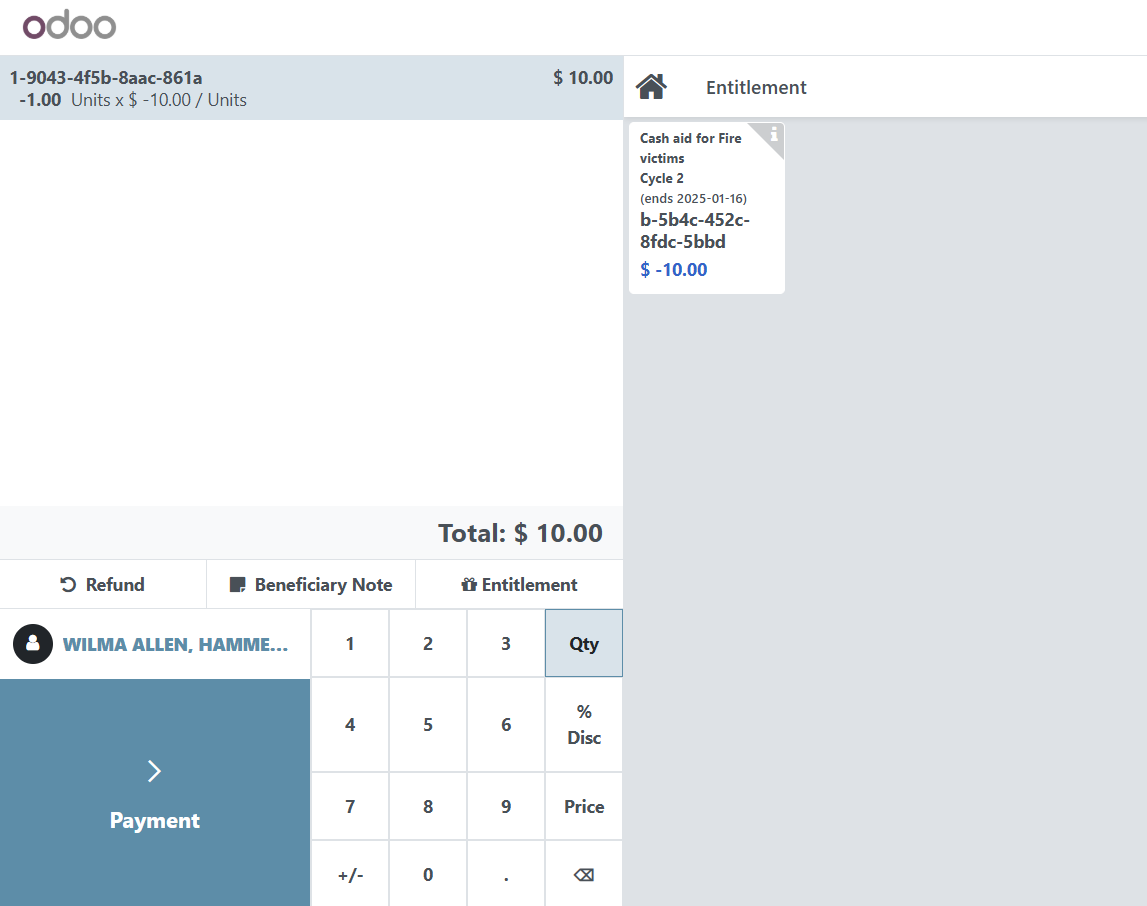 odoo
1-9043-4f5b-8aac-861a $ 10.00
-1.00 Units x $ -10.00 / Units
Entitlement
Cash aid for Fire
victims
Cycle 2
(ends 2025-01-16)
b-5b4c-452c-
8fdc-5bbd
$ -10.00
Total: $ 10.00
Refund Beneficiary Note Entitlement
WILMA ALLEN, HAMME...
1 2 3 Qty
4 5 6 %
Disc
7 8 9 Price
+/- 0 . ⌫
Payment